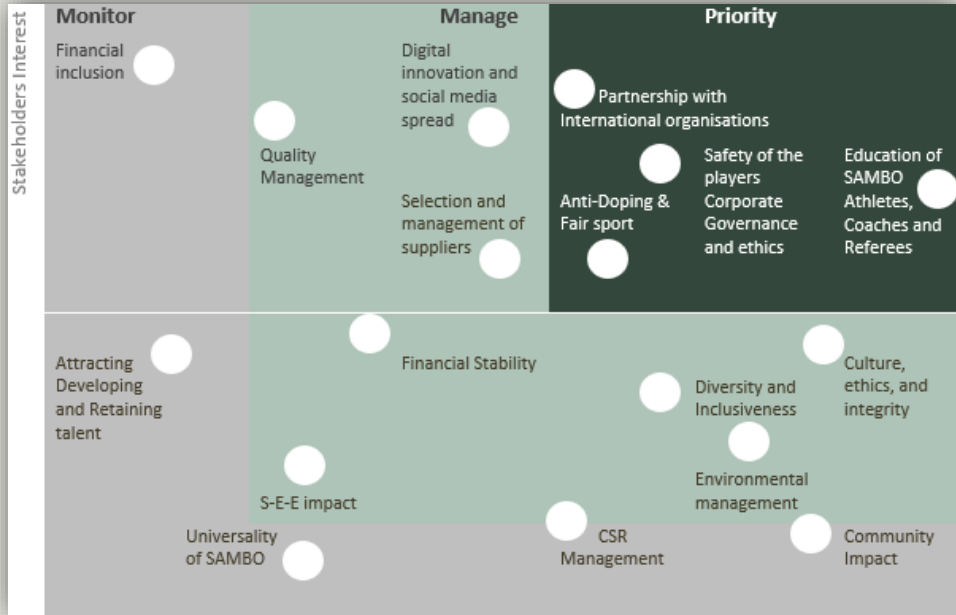 Stakeholders Interest
Monitor
Manage
Priority
Financial
inclusion
Digital
innovation and
social media
spread
Quality
Management
Selection and
management of
suppliers
Partnership with
International organisations
Anti-Doping &
Fair sport
Safety of the
players
Corporate
Governance
and ethics
Education of
SAMBO
Athletes,
Coaches and
Referees
Attracting
Developing
and Retaining
talent
Financial Stability
Diversity and
Inclusiveness
Culture,
ethics, and
integrity
S-E-E impact
Environmental
management
Universality
of SAMBO
CSR
Management
Community
Impact